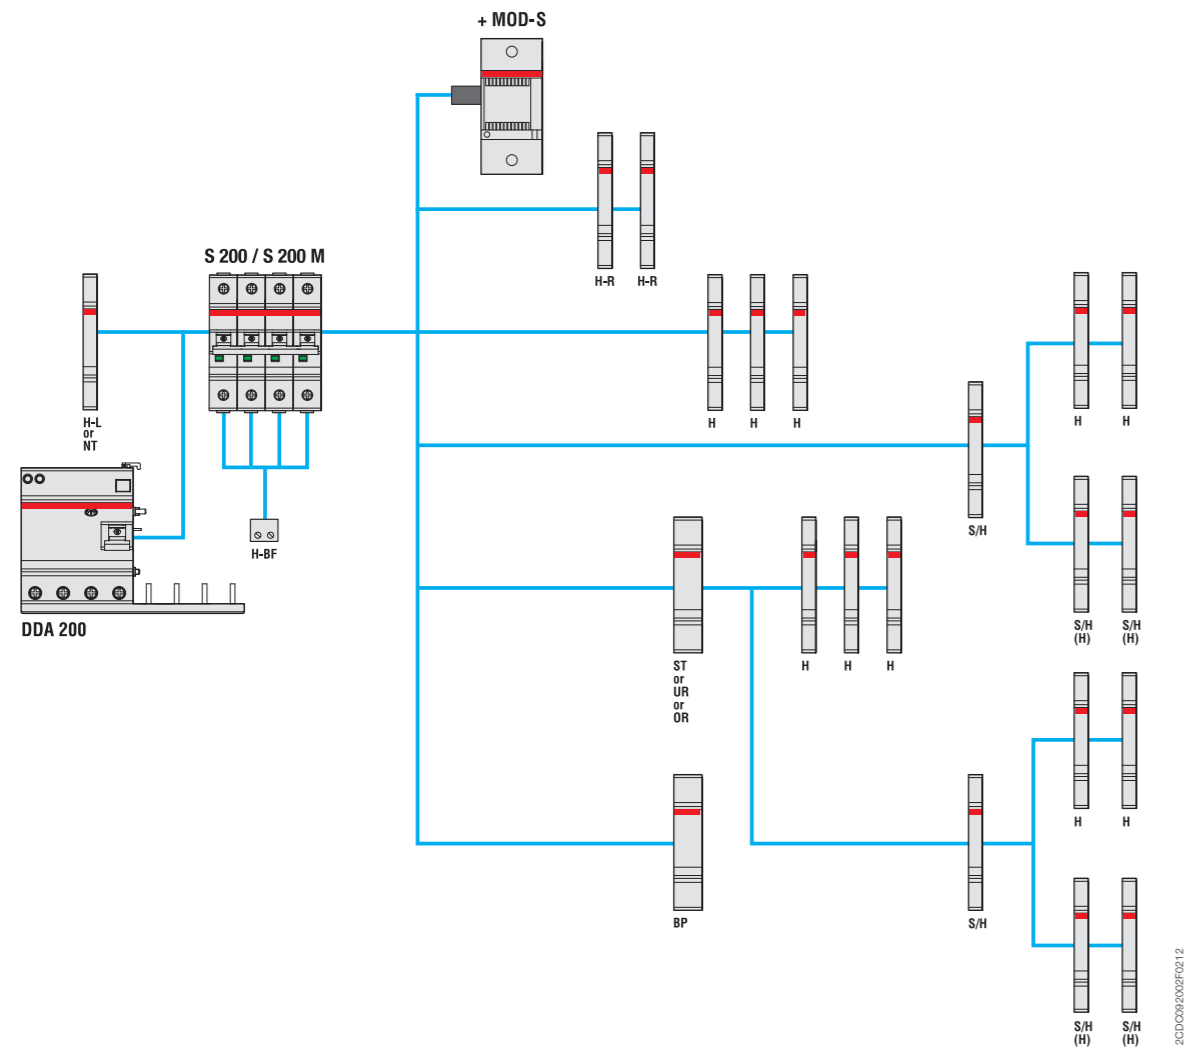 + MOD-S
H-R
H-R
S 200 / S 200 M
H-L
or
NT
H
H
H
H
H
S/H
H-BF
DDA 200
S/H
(H)
S/H
(H)
ST
or
UR
or
OR
H
H
H
H
H
BP
S/H
S/H
(H)
S/H
(H)
2CDC092002F0212